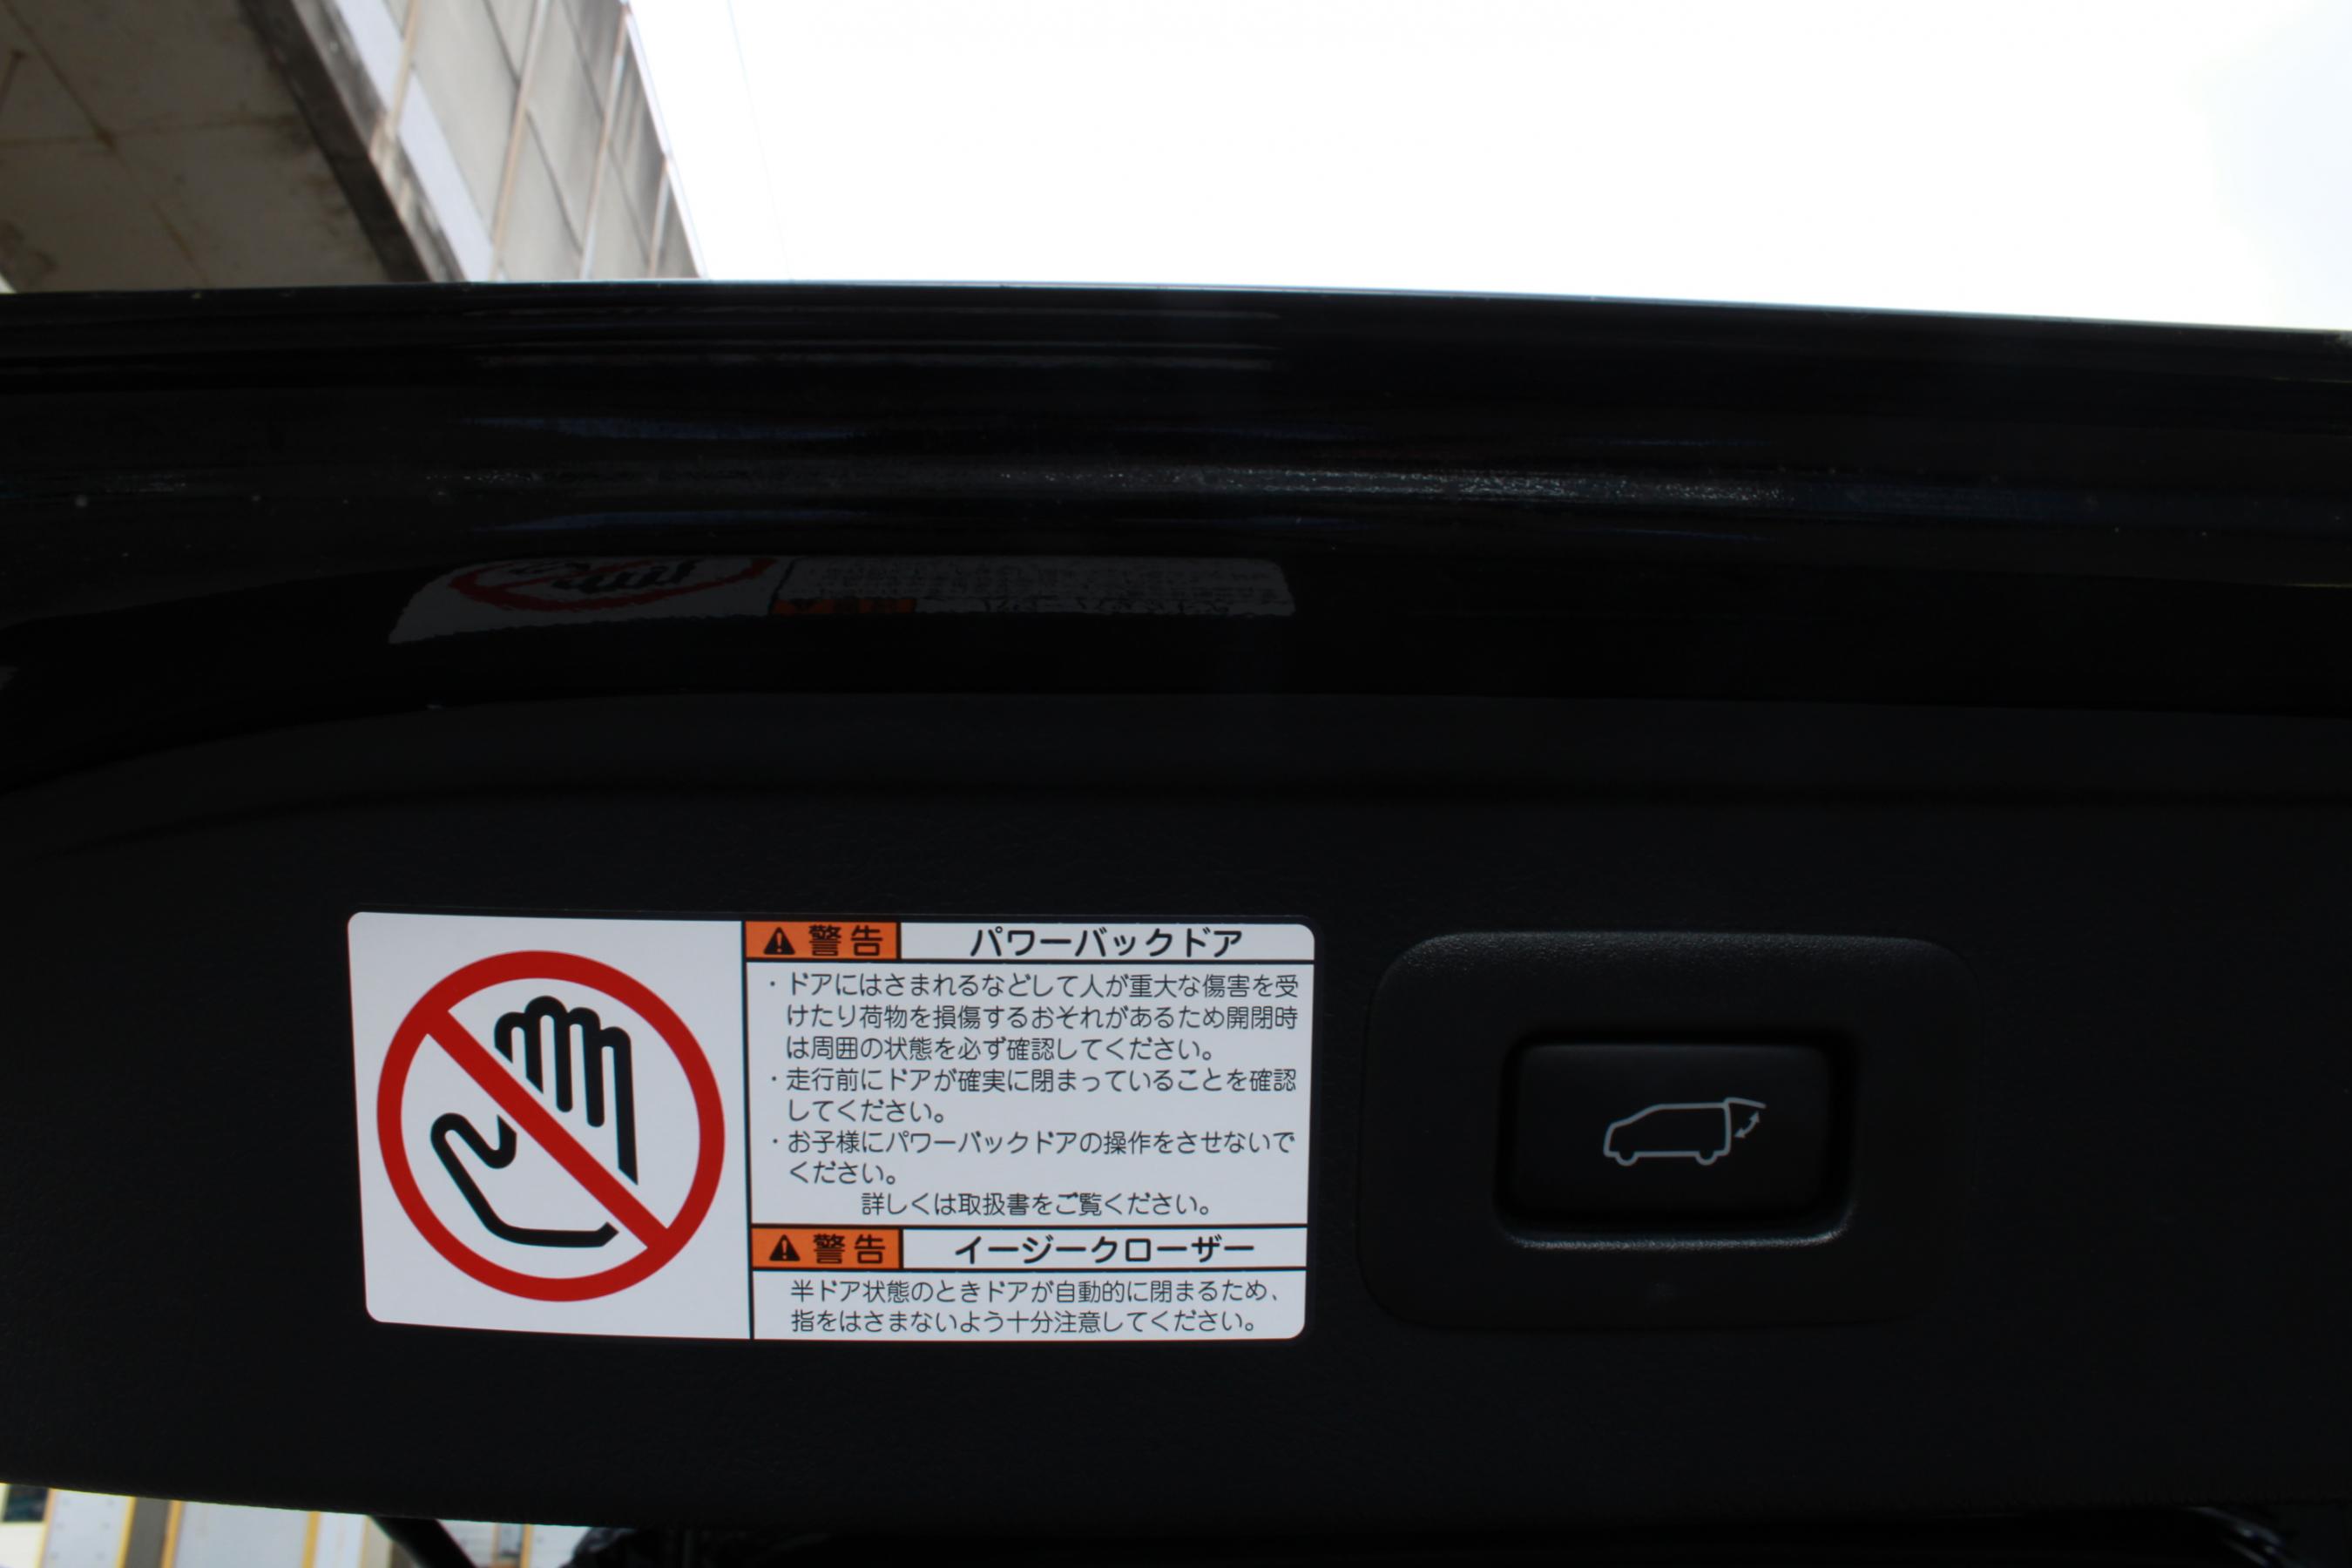 警告 パワーバックドア
・ドアにはさまれるなどして人が重大な傷害を受
けたり荷物を損傷するおそれがあるため開閉時
は周囲の状態を必ず確認してください。
・走行前にドアが確実に閉まっていることを確認
してください。
・お子様にパワーバックドアの操作をさせないで
ください。
詳しくは取扱書をご覧ください。
警告 イージークローザー
半ドア状態のときドアが自動的に閉まるため、
指をはさまないよう十分注意してください。